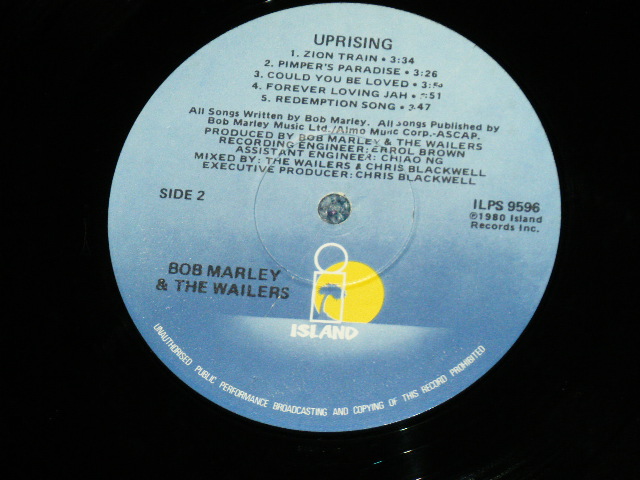 UPRISING
1. ZION TRAIN • 3:34
2. PIMPER'S PARADISE • 3:26
3. COULD YOU BE LOVED • 3:54
4. FOREVER LOVING JAH • 3:51
5. REDEMPTION SONG • 3.47
All Songs Written by Bob Marley. All Songs Published by
Bob Marley Music Ltd./Almo Music Corp.-ASCAP.
PRODUCED BY BOB MARLEY & THE WAILERS
RECORDING ENGINEER: ERROL BROWN
ASSISTANT ENGINEER: CHIAO NG
MIXED BY: THE WAILERS & CHRIS BLACKWELL
EXECUTIVE PRODUCER: CHRIS BLACKWELL
SIDE 2
ILPS 9596
℗1980 Island
Records Inc.
BOB MARLEY
& THE WAILERS
ISLAND
UNAUTHORISED PUBLIC PERFORMANCE BROADCASTING AND COPYING OF THIS RECORD PROHIBITED